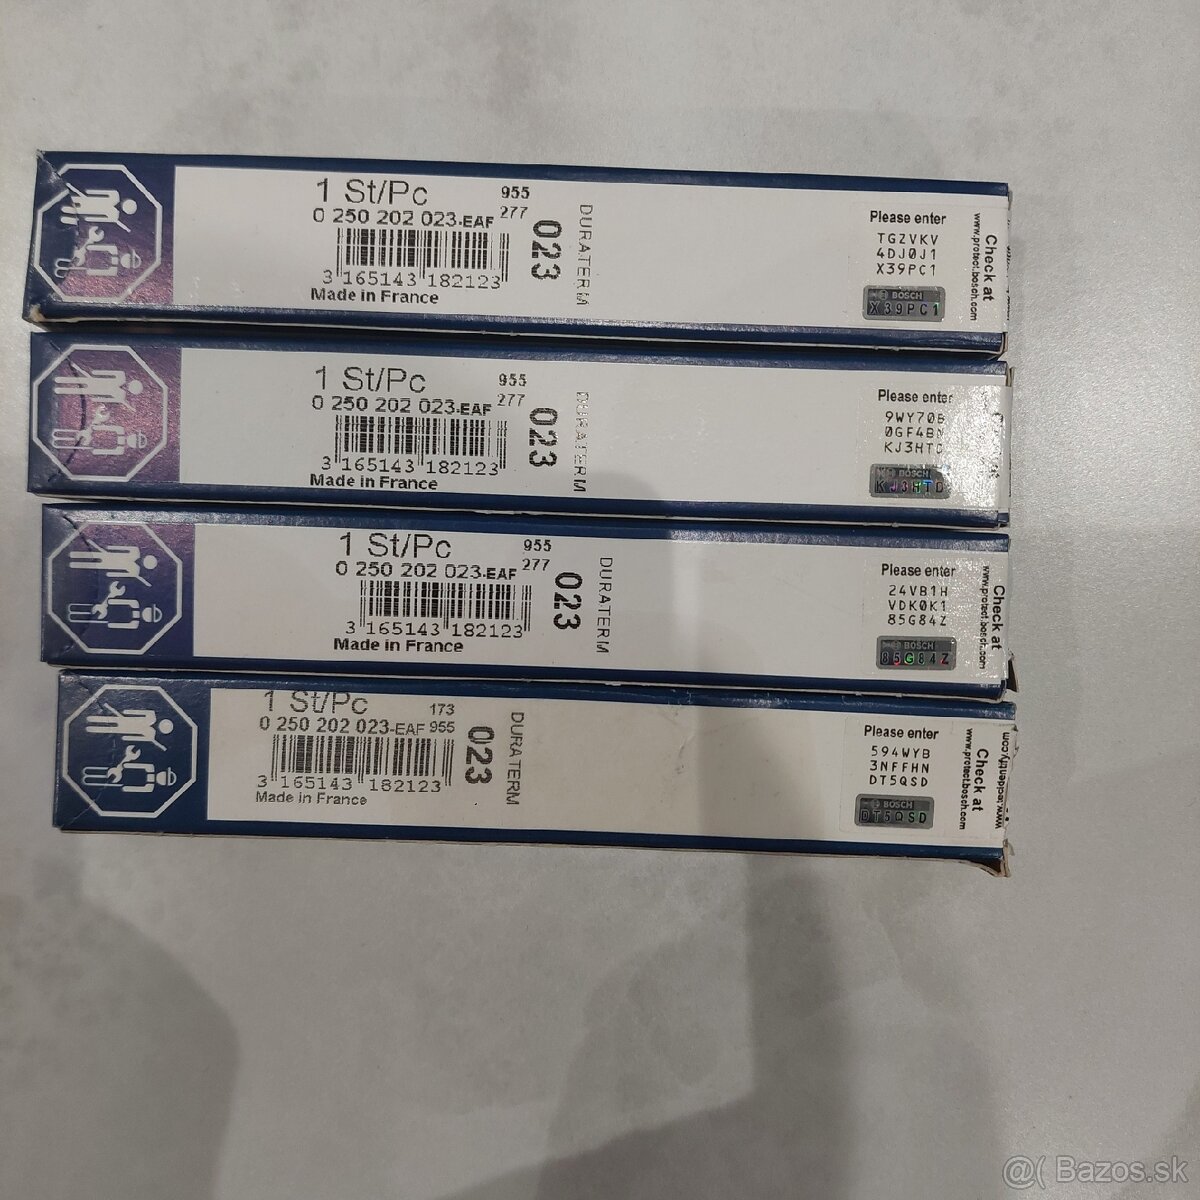 1 St/Pc
955
0 250 202 023-EAF
277
3 165143 182123
Made in France
023
DURATERM
Please enter
TGZVKV
4DJ0J1
X39PC1
BOSCH
X39PC1
Check at
www.protect.bosch.com
1 St/Pc
955
0 250 202 023-EAF
277
3 165143 182123
Made in France
023
DURATERM
Please enter
9WY70B
KJ3HTD
BOSCH
KJ3HTD
1 St/Pc
955
0 250 202 023-EAF
277
3 165143 182123
Made in France
023
DURATERM
Please enter
24VB1H
VDK0K1
85G84Z
BOSCH
85G84Z
Check at
www.protect.bosch.com
1 St/Pc
173
0 250 202 023-EAF 955
3 165143 182123
Made in France
023
DURATERM
Please enter
594WYB
3NFFHN
DT5QSD
BOSCH
DT5QSD
Check at
www.protect.bosch.com
@( Bazos.sk